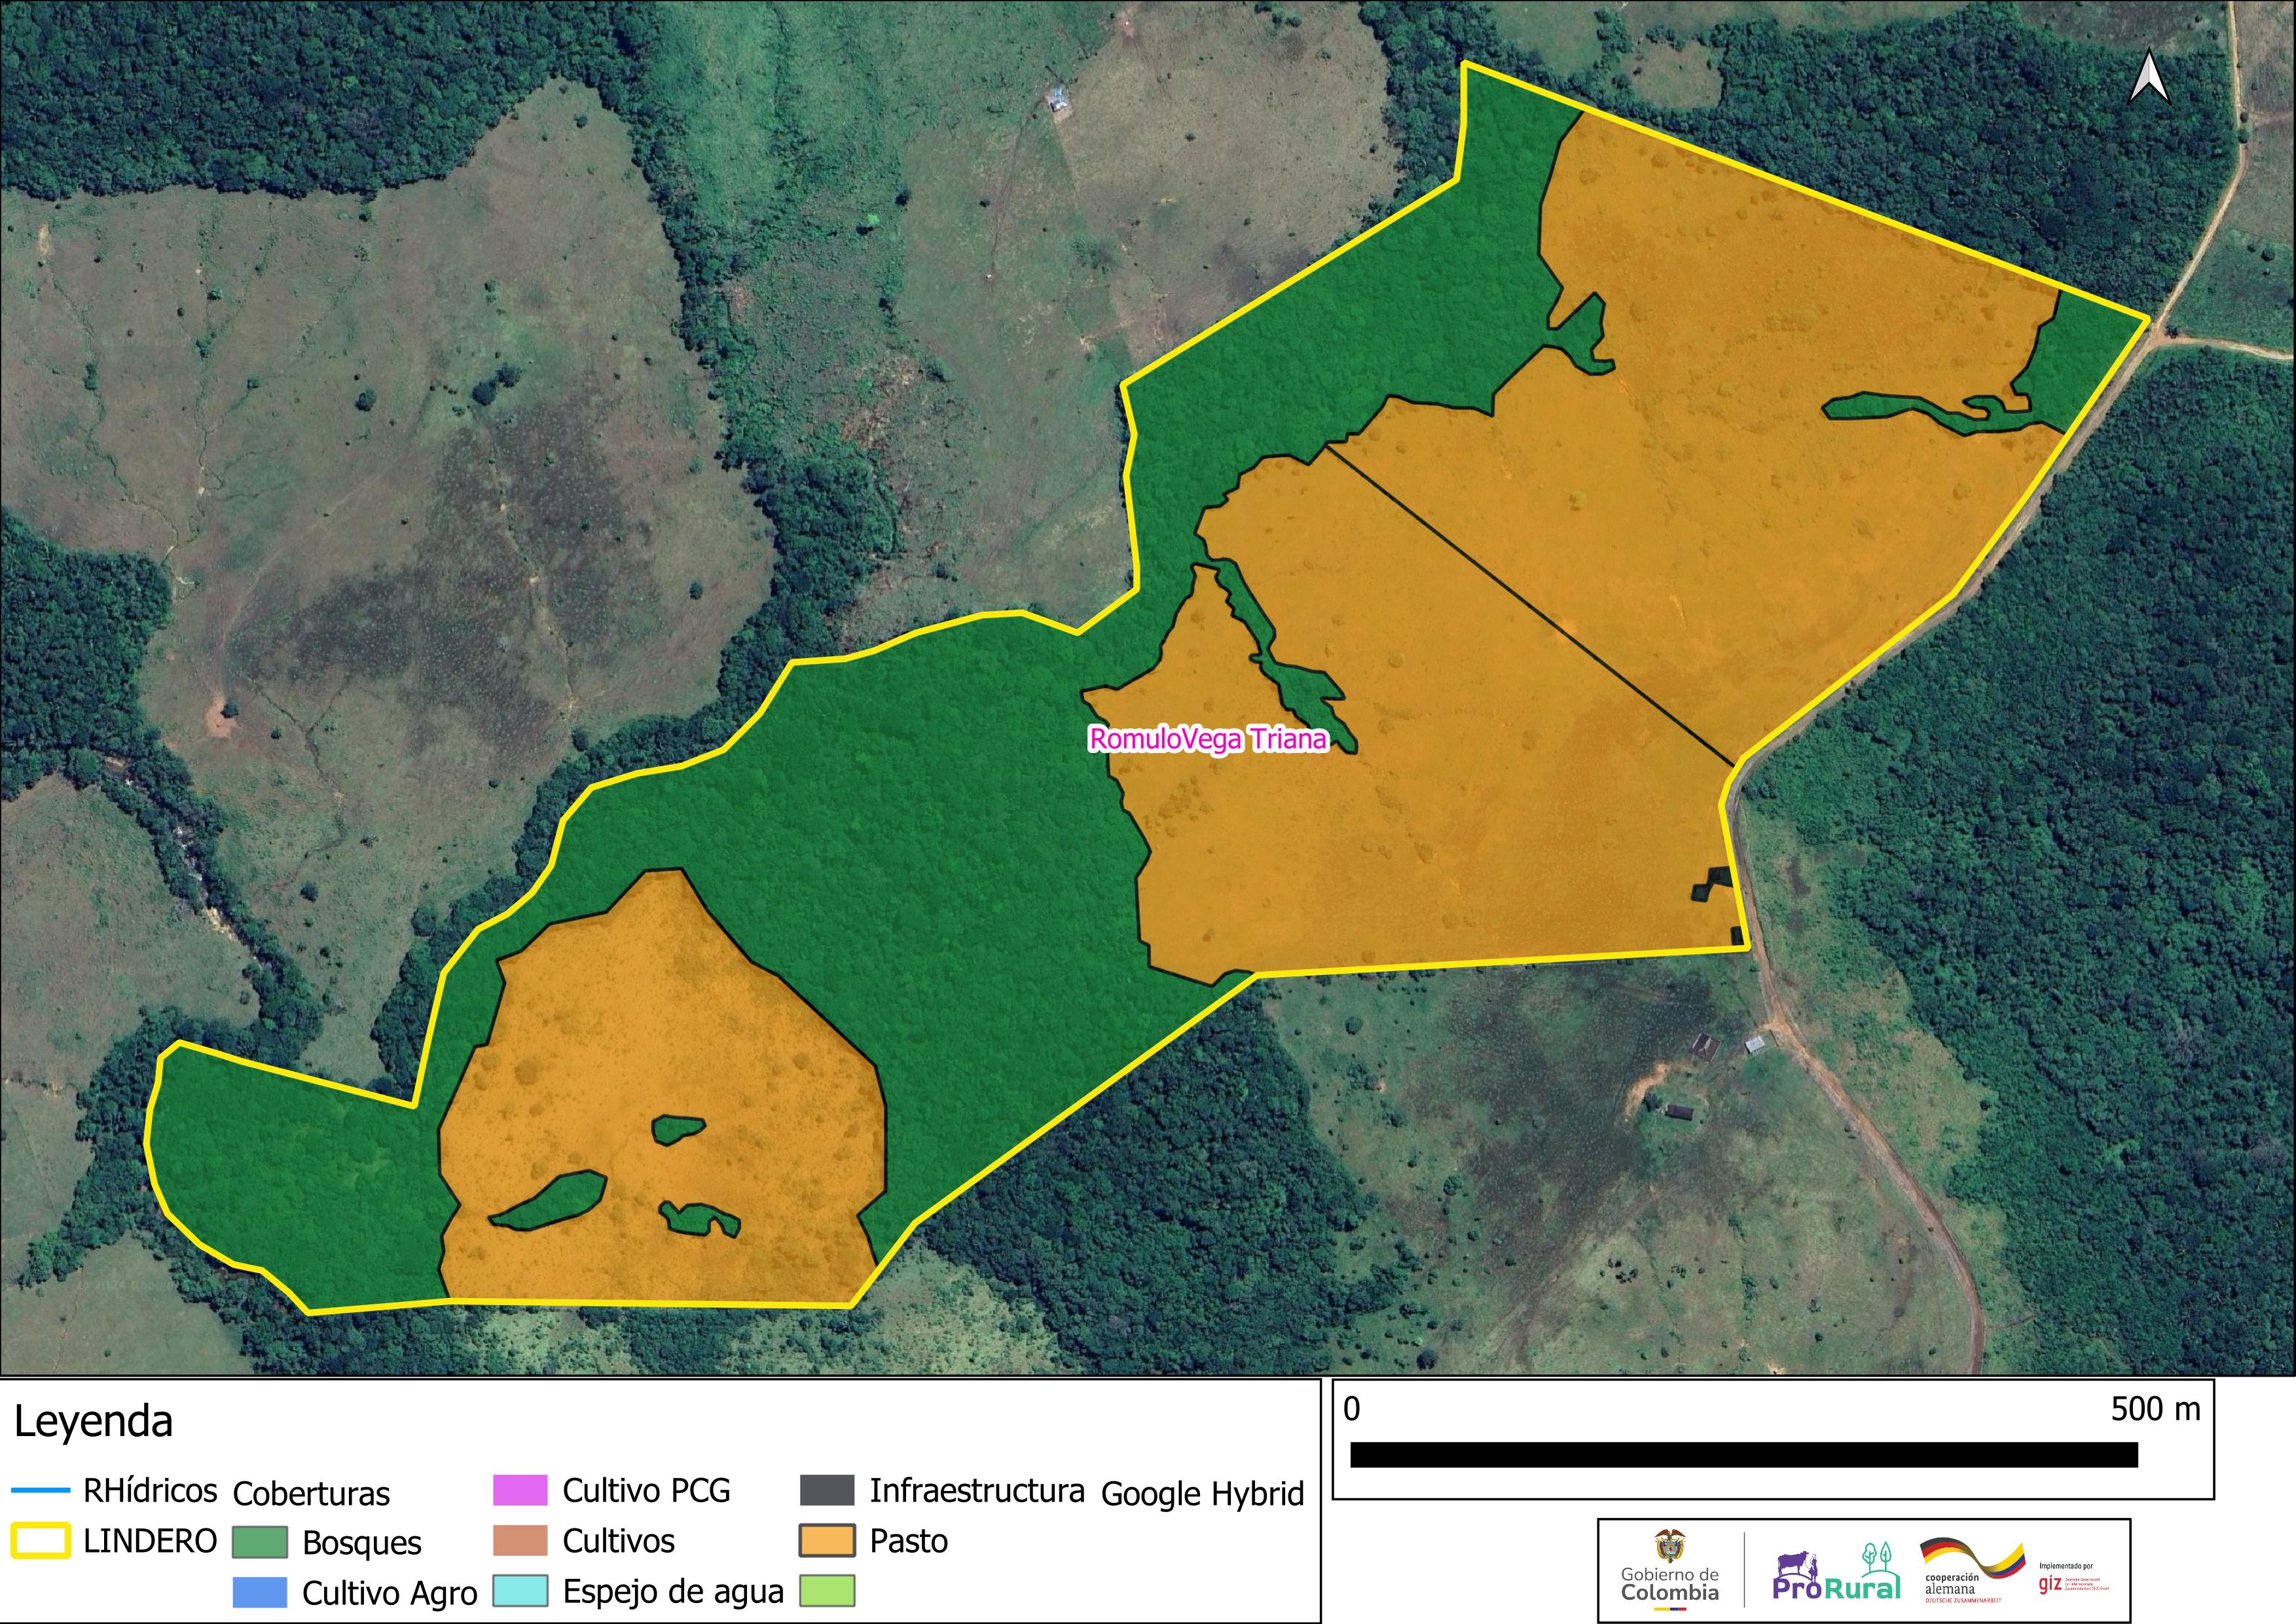 RomuloVega Triana
Leyenda
RHídricos
LINDERO
Coberturas
Bosques
Cultivo Agro
Cultivo PCG
Cultivos
Espejo de agua
Infraestructura
Pasto
Google Hybrid
0 500 m
Gobierno de
Colombia
ProRural
cooperación
alemana
DEUTSCHE ZUSAMMENARBEIT
Implementado por
giz